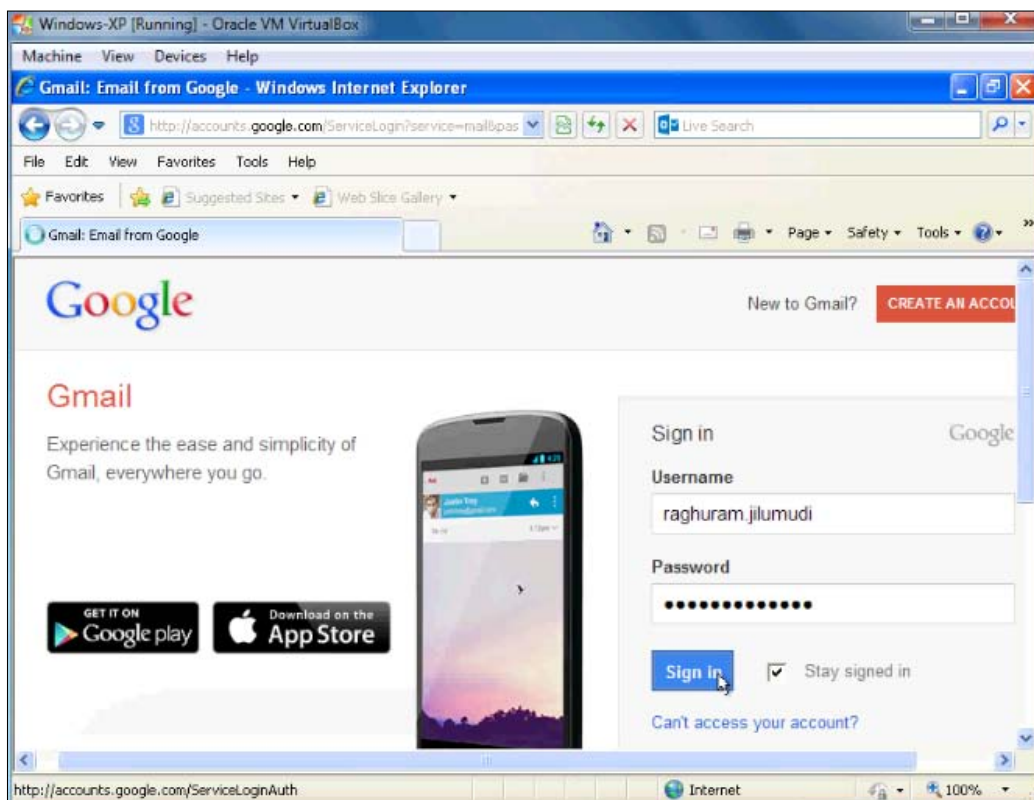 Windows-XP [Running] - Oracle VM VirtualBox
Machine View Devices Help
Gmail: Email from Google - Windows Internet Explorer
http://accounts.google.com/ServiceLogin?service=mail&pas
Live Search
File Edit View Favorites Tools Help
Favorites Suggested Sites Web Slice Gallery
Gmail: Email from Google
Page Safety Tools
Google
New to Gmail? CREATE AN ACCOU
Gmail
Experience the ease and simplicity of
Gmail, everywhere you go.
Sign in Google
Username
raghuram.jilumudi
Password
GET IT ON
Google play
Download on the
App Store
Sign in Stay signed in
Can't access your account?
http://accounts.google.com/ServiceLoginAuth Internet 100%